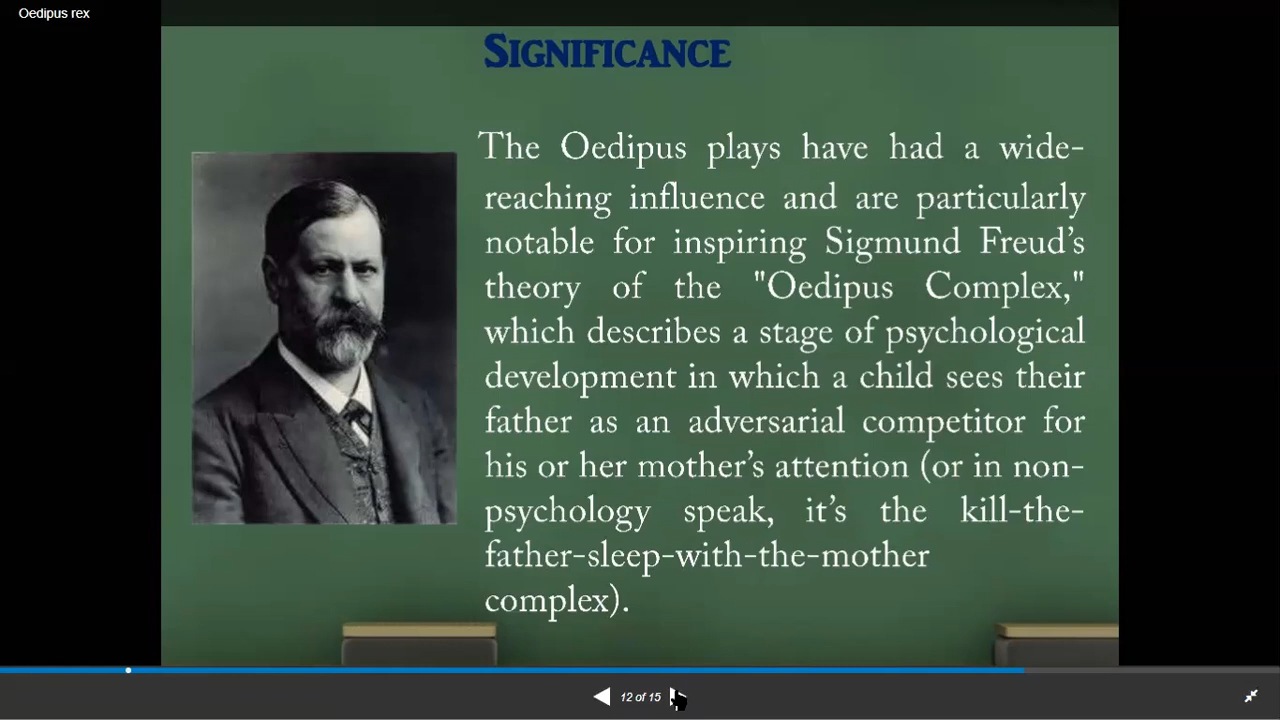 Oedipus rex
SIGNIFICANCE
The Oedipus plays have had a wide-
reaching influence and are particularly
notable for inspiring Sigmund Freud's
theory of the "Oedipus Complex,"
which describes a stage of psychological
development in which a child sees their
father as an adversarial competitor for
his or her mother's attention (or in non-
psychology speak, it's the kill-the-
father-sleep-with-the-mother
complex).
12 of 15